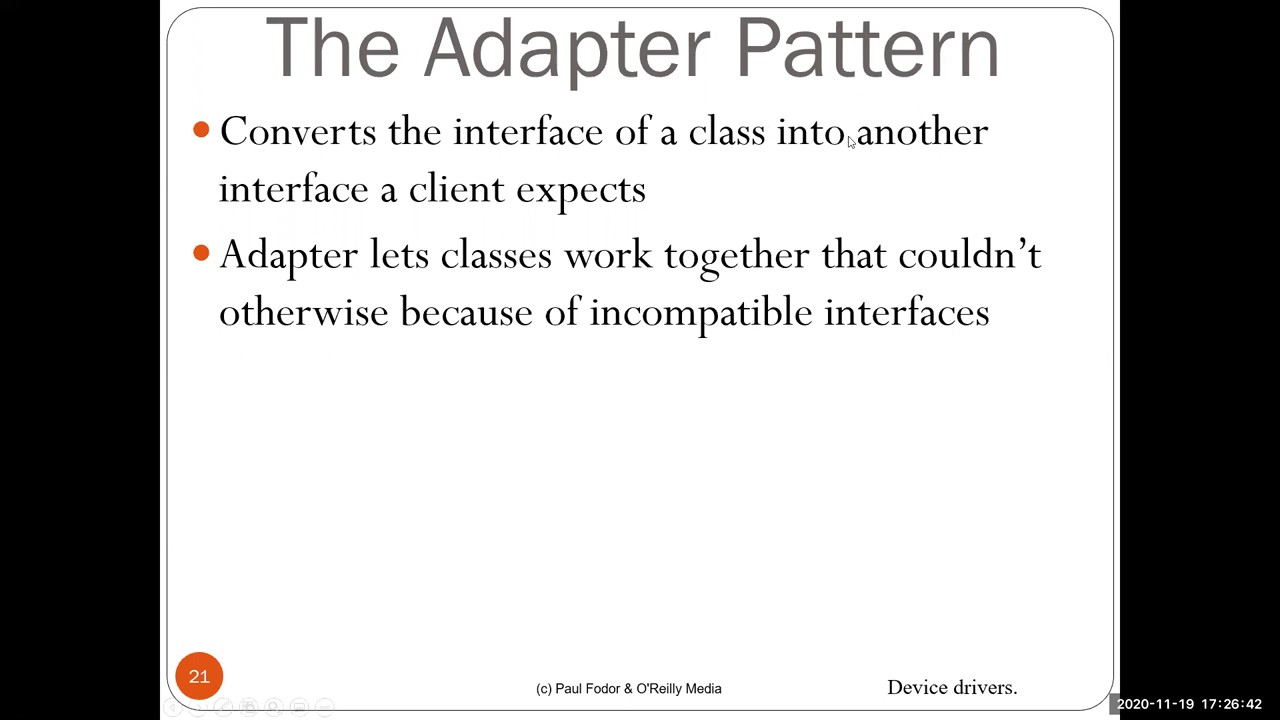 The Adapter Pattern
Converts the interface of a class into another
interface a client expects
Adapter lets classes work together that couldn’t
otherwise because of incompatible interfaces
21
(c) Paul Fodor & O'Reilly Media
Device drivers.
2020-11-19 17:26:42